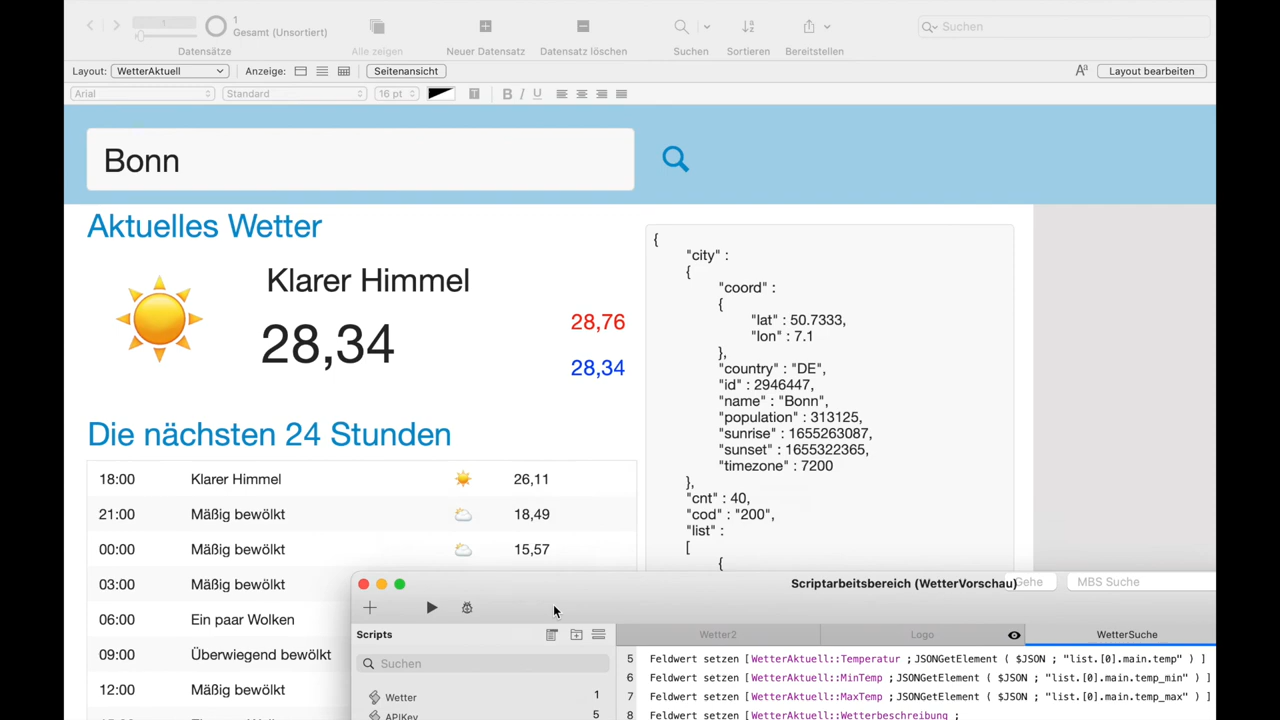 1
1
Gesamt (Unsortiert)
Datensätze
Alle zeigen
Neuer Datensatz
Datensatz löschen
Suchen
Sortieren
Bereitstellen
Suchen
Layout:
WetterAktuell
Anzeige:
Seitenansicht
Layout bearbeiten
Arial
Standard
16 pt
B I U
Bonn
Aktuelles Wetter
Klarer Himmel
28,34
28,76
28,34
Die nächsten 24 Stunden
18:00 Klarer Himmel 26,11
21:00 Mäßig bewölkt 18,49
00:00 Mäßig bewölkt 15,57
03:00 Mäßig bewölkt
06:00 Ein paar Wolken
09:00 Überwiegend bewölkt
12:00 Mäßig bewölkt
{
"city" :
{
"coord" :
{
"lat" : 50.7333,
"lon" : 7.1
},
"country" : "DE",
"id" : 2946447,
"name" : "Bonn",
"population" : 313125,
"sunrise" : 1655263087,
"sunset" : 1655322365,
"timezone" : 7200
},
"cnt" : 40,
"cod" : "200",
"list" :
[
{
Scriptarbeitsbereich (WetterVorschau)
Gehe
MBS Suche
Scripts
Suchen
Wetter 1
APIKey 5
Wetter2
Logo
WetterSuche
5 Feldwert setzen [ WetterAktuell::Temperatur ; JSONGetElement ( $JSON ; "list.[0].main.temp" ) ]
6 Feldwert setzen [ WetterAktuell::MinTemp ; JSONGetElement ( $JSON ; "list.[0].main.temp_min" ) ]
7 Feldwert setzen [ WetterAktuell::MaxTemp ; JSONGetElement ( $JSON ; "list.[0].main.temp_max" ) ]
8 Feldwert setzen [ WetterAktuell::Wetterbeschreibung ;